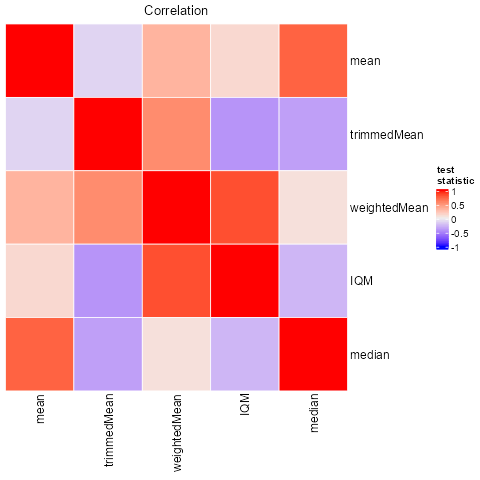 Correlation
mean
trimmedMean
weightedMean
IQM
median
test
statistic
1
0.5
0
-0.5
-1
mean
trimmedMean
weightedMean
IQM
median